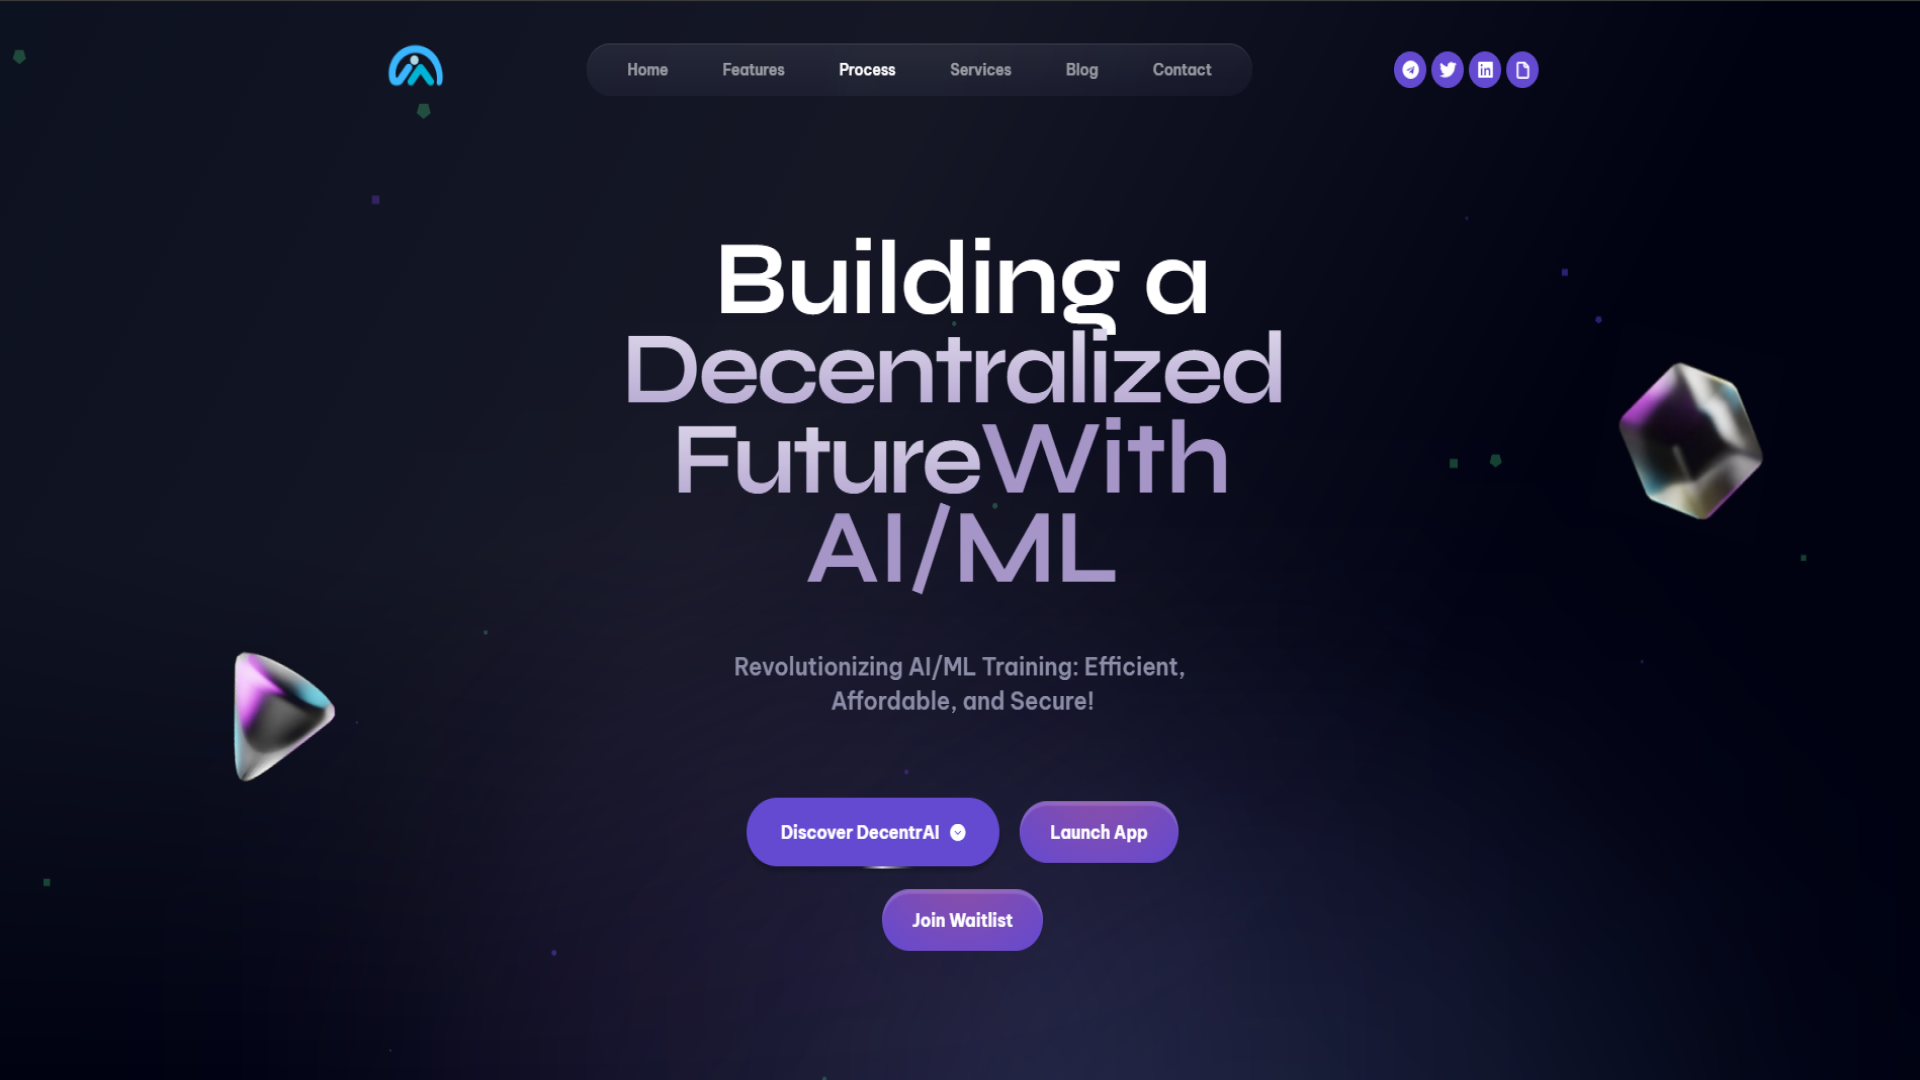 Home Features Process Services Blog Contact
Building a
Decentralized
FutureWith
AI/ML
Revolutionizing AI/ML Training: Efficient,
Affordable, and Secure!
Discover DecentrAI
Launch App
Join Waitlist